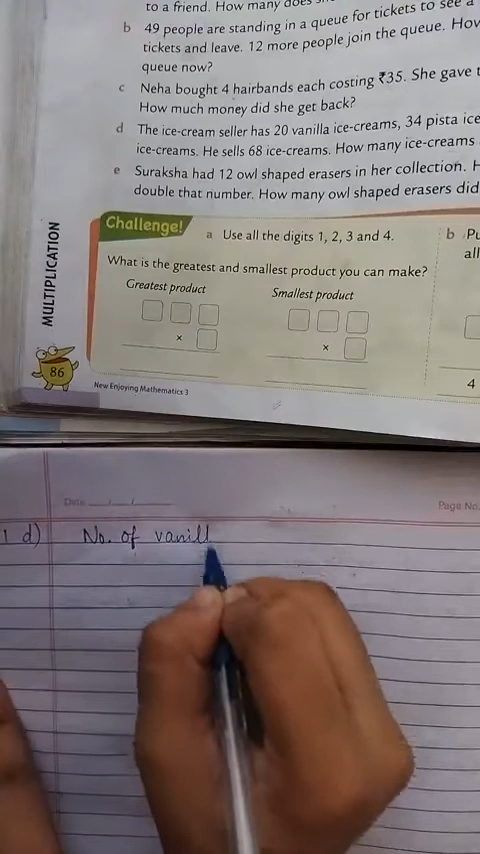 to a friend. How many does
b 49 people are standing in a queue for tickets to see a
tickets and leave. 12 more people join the queue. How
queue now?
c Neha bought 4 hairbands each costing ₹35. She gave
How much money did she get back?
d The ice-cream seller has 20 vanilla ice-creams, 34 pista ice
ice-creams. He sells 68 ice-creams. How many ice-creams
e Suraksha had 12 owl shaped erasers in her collection.
double that number. How many owl shaped erasers did
MULTIPLICATION
Challenge!
a Use all the digits 1, 2, 3 and 4.
What is the greatest and smallest product you can make?
Greatest product Smallest product
× ×
b Pu
all
4
86
New Enjoying Mathematics 3
Date / /
Page No.
1 d) No. of vanill